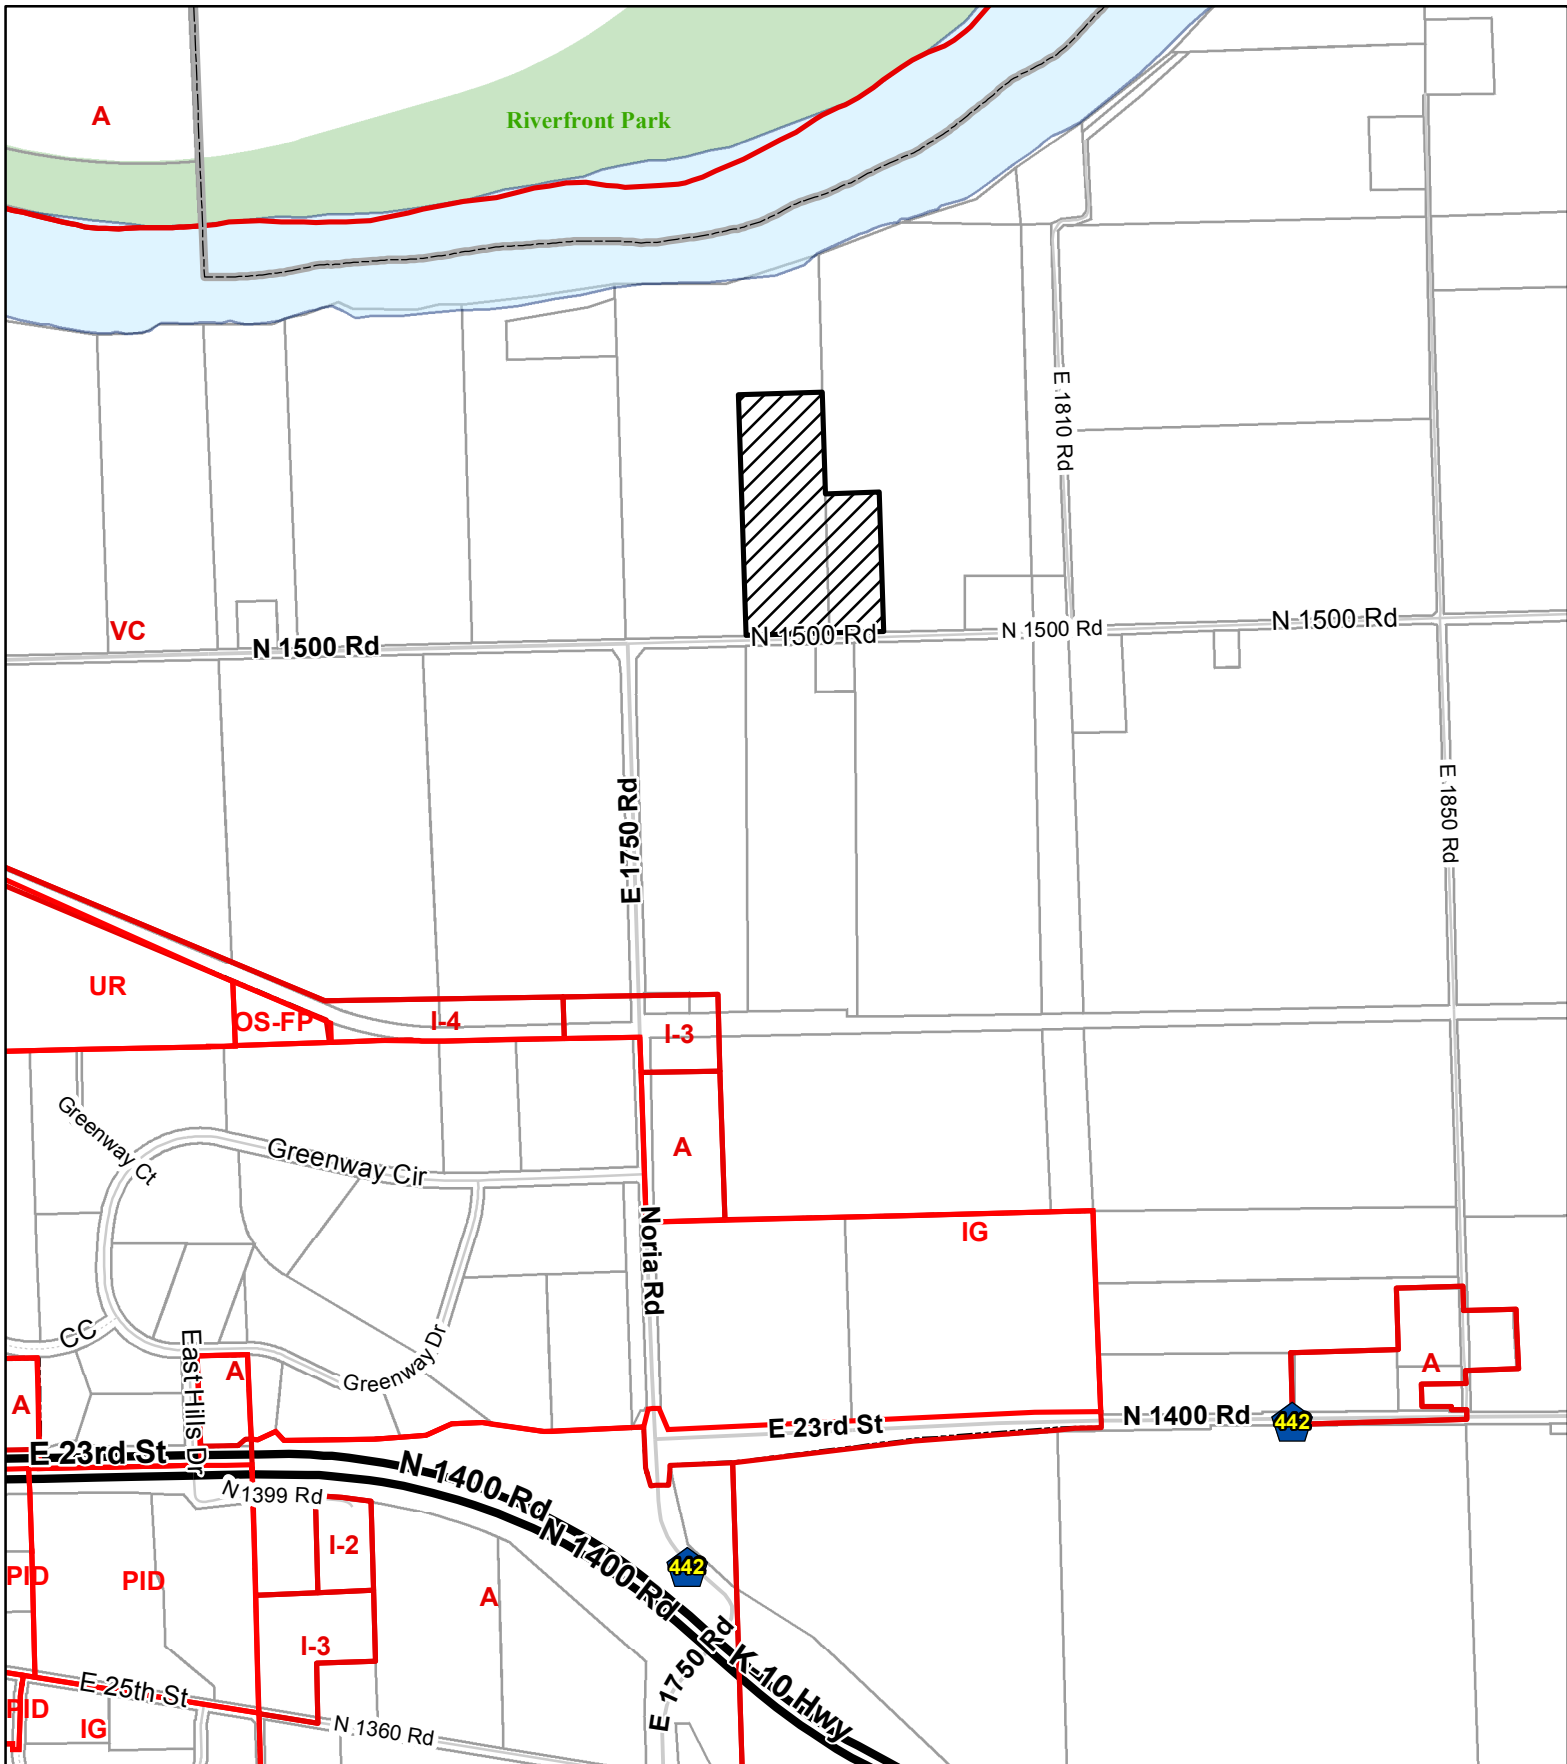 A
Riverfront Park
E 1810 Rd
VC
N 1500 Rd
N 1500 Rd
N 1500 Rd
N 1500 Rd
E 1750 Rd
E 1850 Rd
UR
OS-FP
I-4
I-3
Greenway Ct
Greenway Cir
A
Noria Rd
IG
CC
East Hills Dr
A
Greenway Dr
A
A
E 23rd St
E 23rd St
N 1400 Rd
442
N 1400 Rd
N 1399 Rd
N 1400 Rd
I-2
442
PID
PID
A
I-3
E 1750 Rd
K-10 Hwy
E 25th St
PID
IG
N 1360 Rd